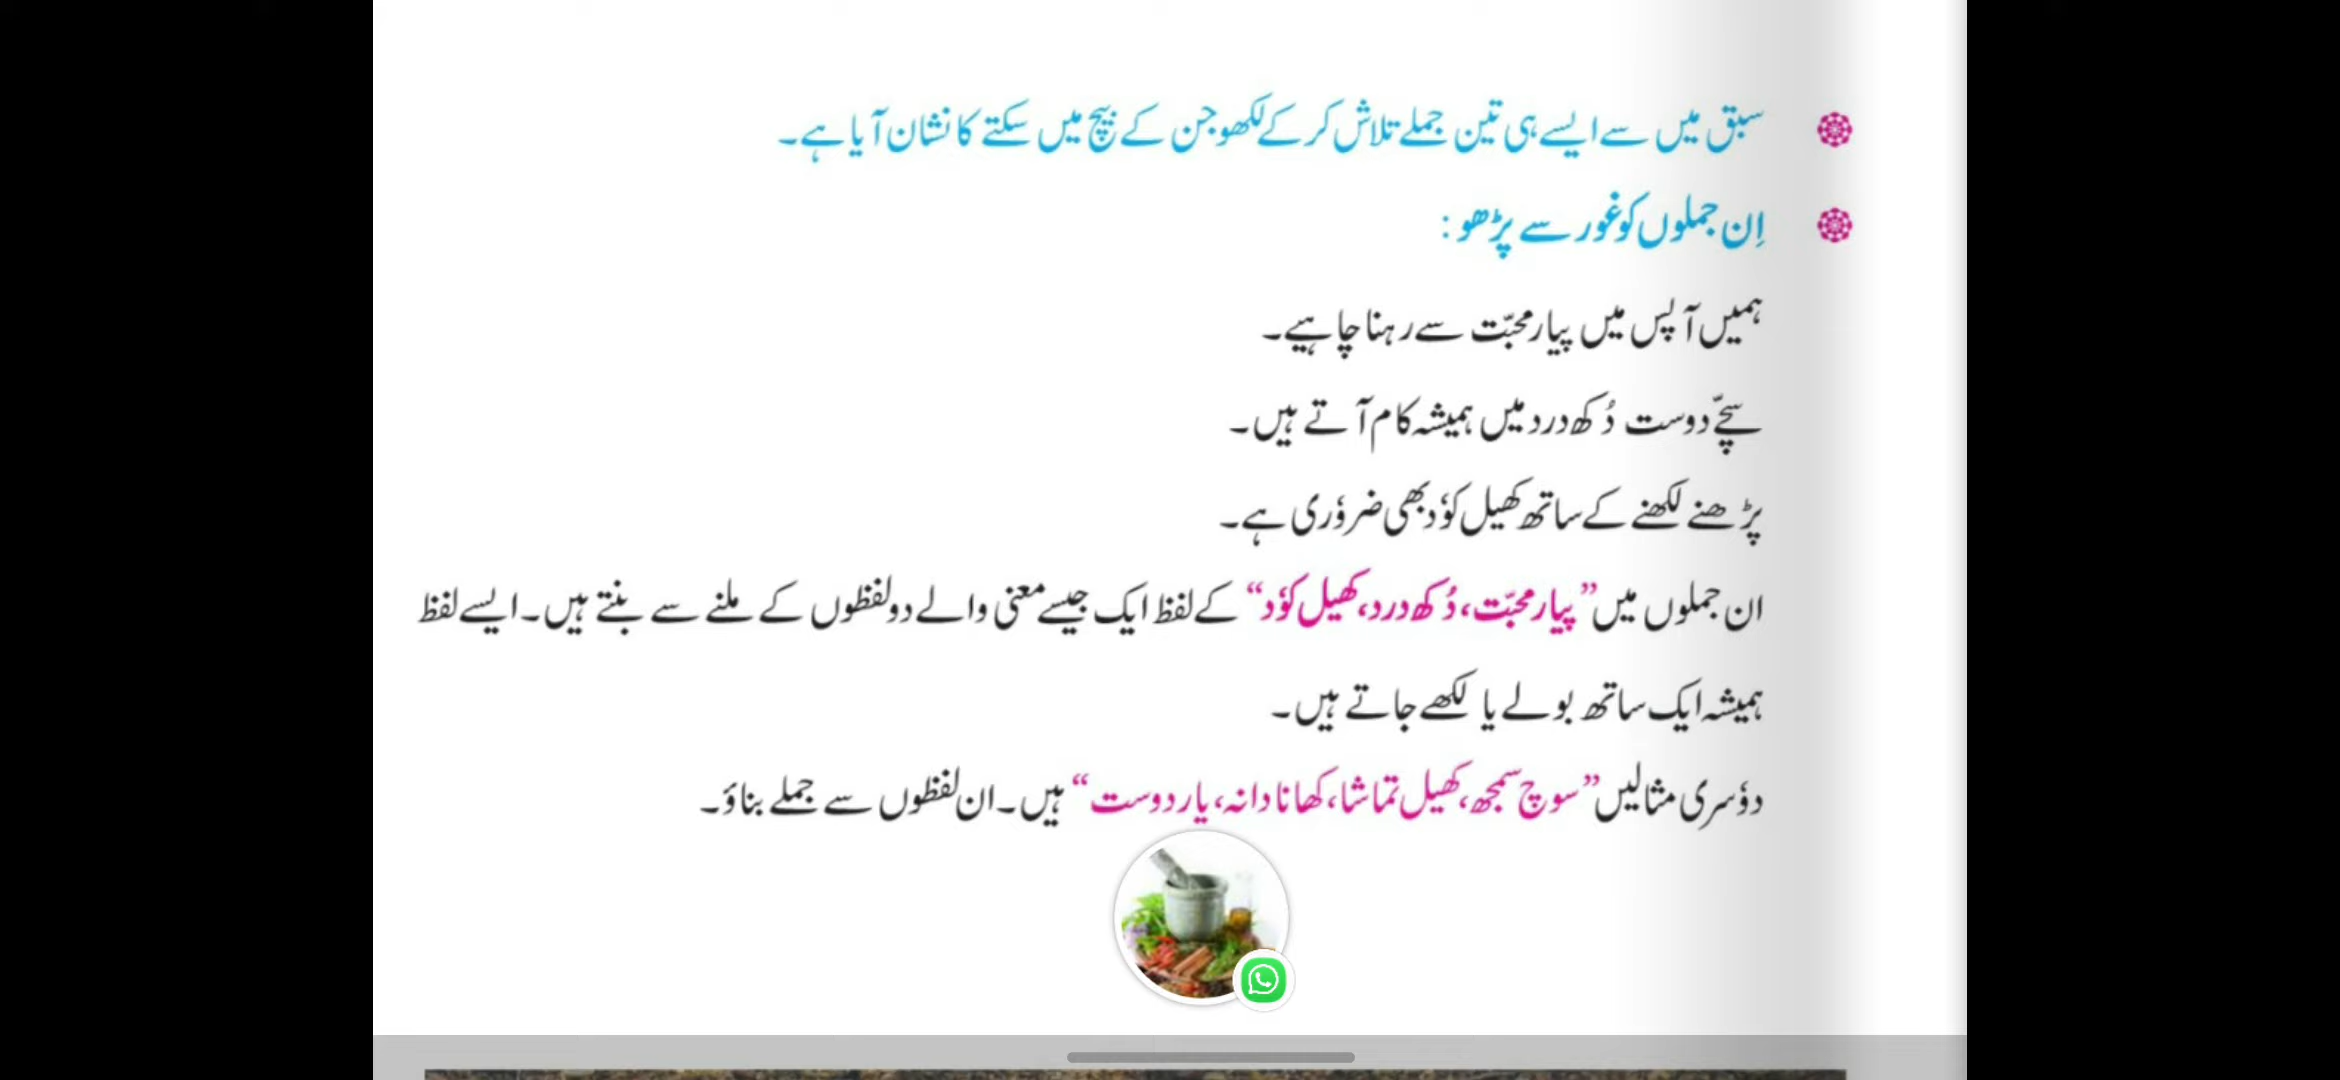 سبق میں سے ایسے ہی تین جملے تلاش کر کے لکھو جن کے بیچ میں سکتے کا نشان آیا ہے۔
اِن جملوں کو غور سے پڑھو :
ہمیں آپس میں پیار محبّت سے رہنا چاہیے۔
سچّے دوست دُکھ درد میں ہمیشہ کام آتے ہیں۔
پڑھنے لکھنے کے ساتھ کھیل کوٗد بھی ضروٗری ہے۔
ان جملوں میں ”پیار محبّت، دُکھ درد، کھیل کوٗد“ کے لفظ ایک جیسے معنی والے دو لفظوں کے ملنے سے بنتے ہیں۔ ایسے لفظ
ہمیشہ ایک ساتھ بولے یا لکھے جاتے ہیں۔
دوٗسری مثالیں ”سوچ سمجھ، کھیل تماشا، کھانا دانہ، یار دوست“ ہیں۔ ان لفظوں سے جملے بناؤ۔